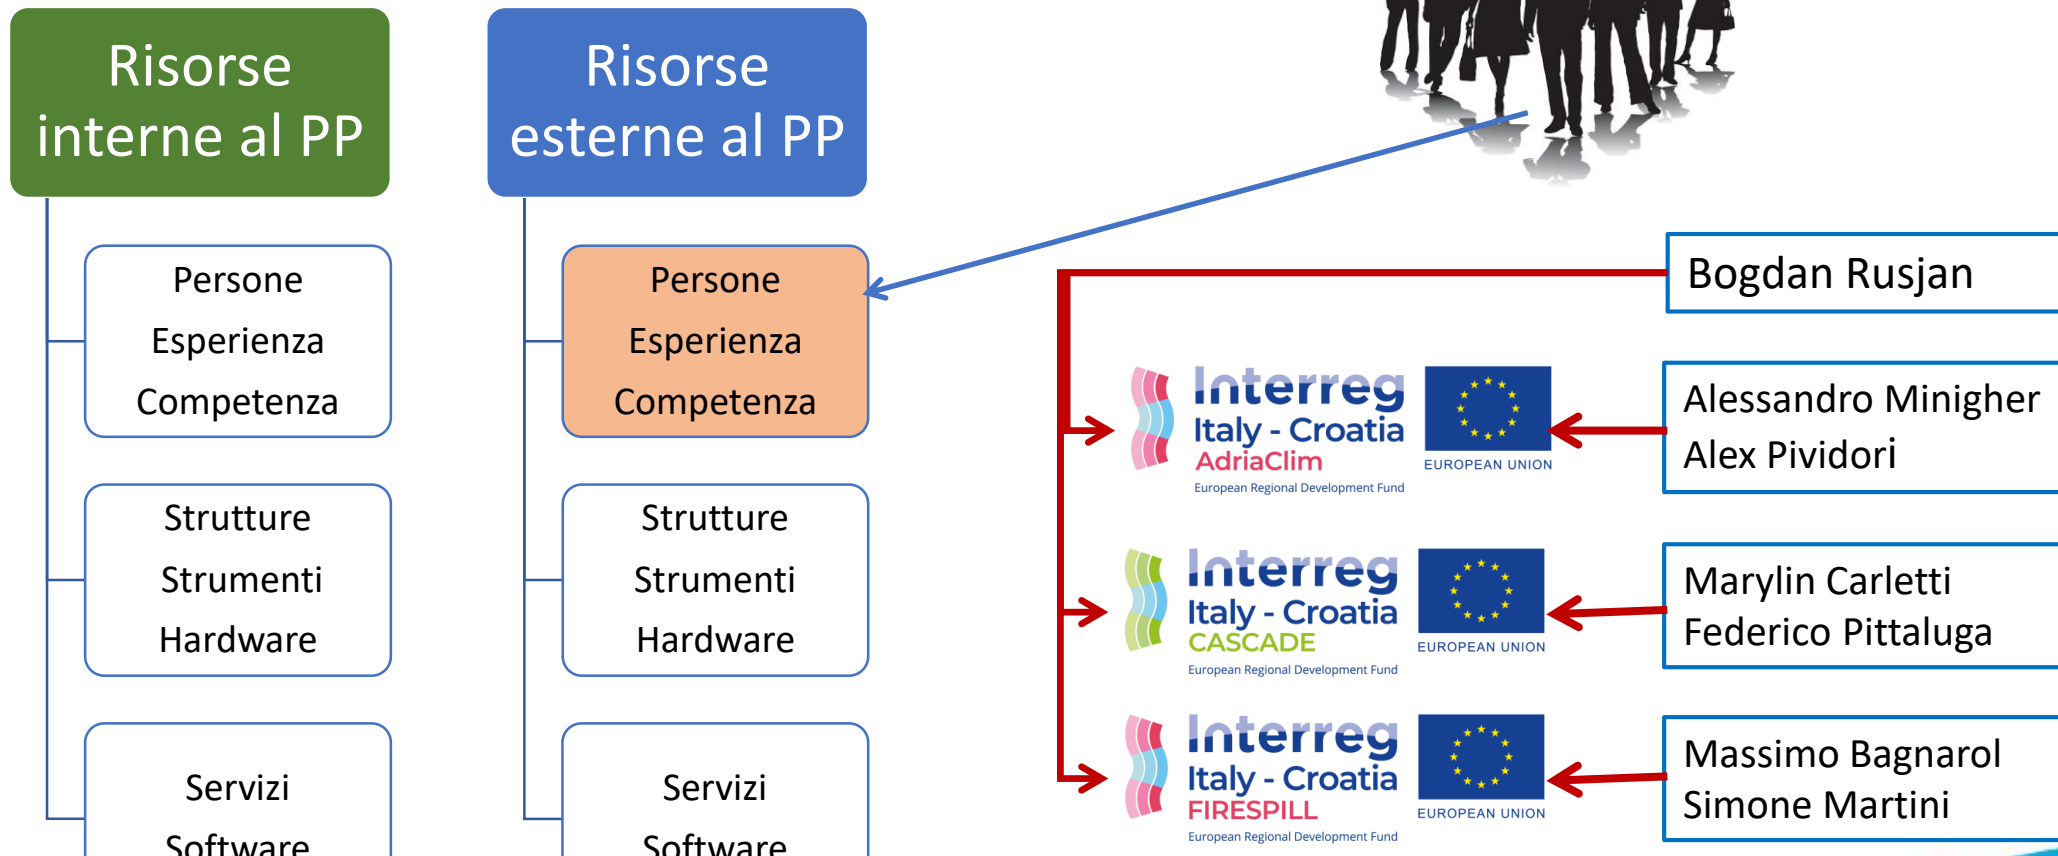 Risorse
interne al PP
Persone
Esperienza
Competenza
Strutture
Strumenti
Hardware
Servizi
Software
Risorse
esterne al PP
Persone
Esperienza
Competenza
Strutture
Strumenti
Hardware
Servizi
Software
Bogdan Rusjan
Interreg
Italy - Croatia
AdriaClim
European Regional Development Fund
EUROPEAN UNION
Alessandro Minigher
Alex Pividori
Interreg
Italy - Croatia
CASCADE
European Regional Development Fund
EUROPEAN UNION
Marylin Carletti
Federico Pittaluga
Interreg
Italy - Croatia
FIRESPILL
European Regional Development Fund
EUROPEAN UNION
Massimo Bagnarol
Simone Martini